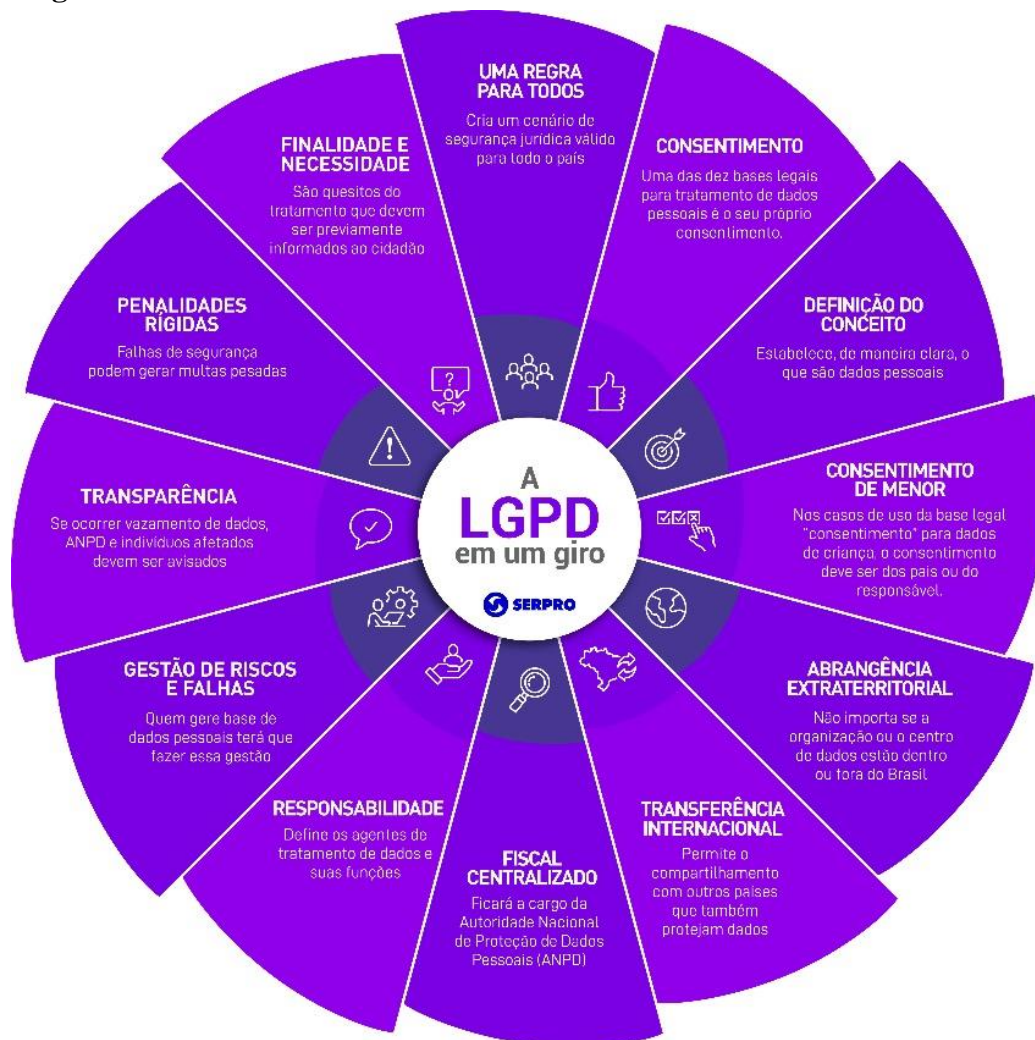 UMA REGRA
PARA TODOS
Cria um cenário de
segurança jurídica válido
para todo o país
CONSENTIMENTO
Uma das dez bases legais
para tratamento de dados
pessoais é o seu próprio
consentimento.
DEFINIÇÃO DO
CONCEITO
Estabelece, de maneira clara, o
que são dados pessoais
CONSENTIMENTO
DE MENOR
Nos casos de uso da base legal
"consentimento" para dados
de criança, o consentimento
deve ser dos pais ou do
responsável.
ABRANGÊNCIA
EXTRATERRITORIAL
Não importa se a
organização ou o centro
de dados estão dentro
ou fora do Brasil
TRANSFERÊNCIA
INTERNACIONAL
Permite o
compartilhamento
com outros países
que também
protejam dados
FISCAL
CENTRALIZADO
Ficará a cargo da
Autoridade Nacional
de Proteção de Dados
Pessoais (ANPD)
RESPONSABILIDADE
Define os agentes de
tratamento de dados e
suas funções
GESTÃO DE RISCOS
E FALHAS
Quem gere base de
dados pessoais terá que
fazer essa gestão
TRANSPARÊNCIA
Se ocorrer vazamento de dados,
ANPD e indivíduos afetados
devem ser avisados
PENALIDADES
RÍGIDAS
Falhas de segurança
podem gerar multas pesadas
FINALIDADE E
NECESSIDADE
São quesitos do
tratamento que devem
ser previamente
informados ao cidadão
?
A
LGPD
em um giro
SERPRO